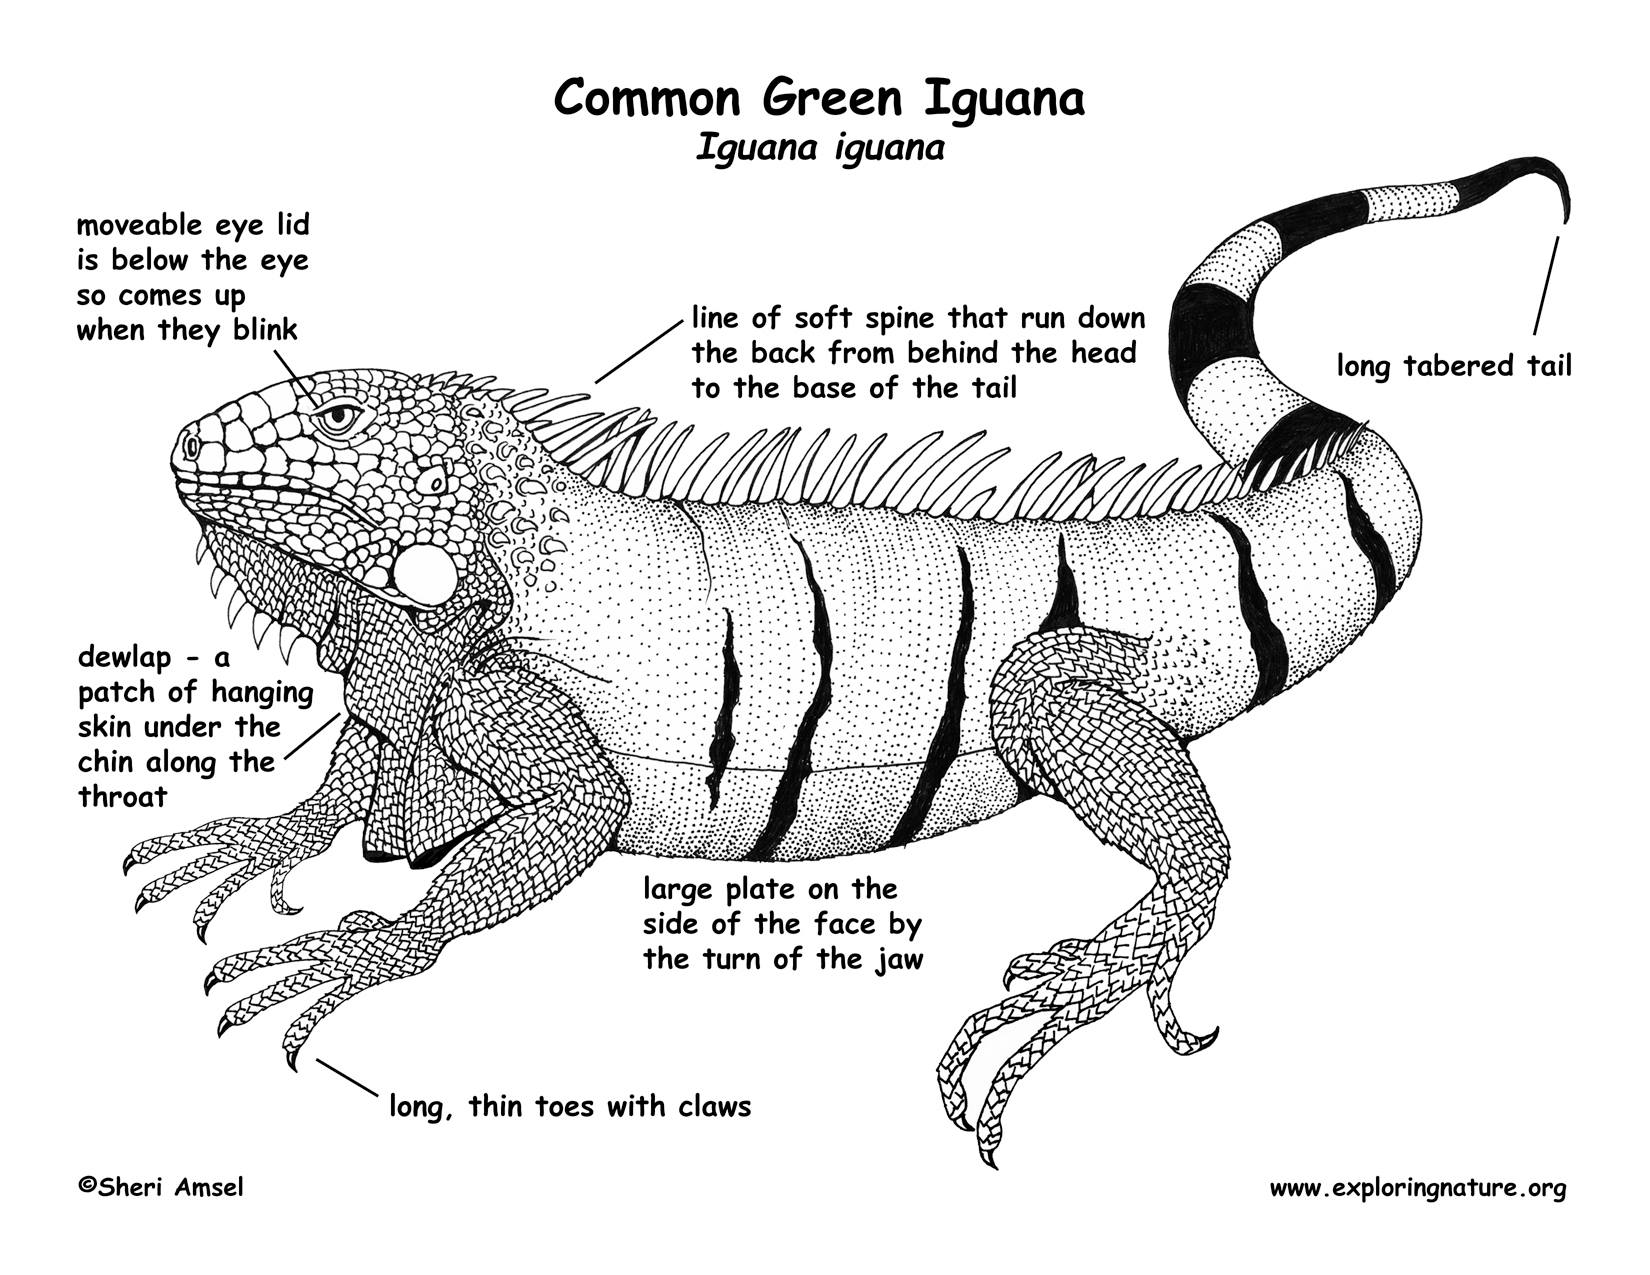 Common Green Iguana
Iguana iguana
moveable eye lid
is below the eye
so comes up
when they blink
line of soft spine that run down
the back from behind the head
to the base of the tail
long tabered tail
dewlap - a
patch of hanging
skin under the
chin along the
throat
large plate on the
side of the face by
the turn of the jaw
long, thin toes with claws
©Sheri Amsel
www.exploringnature.org